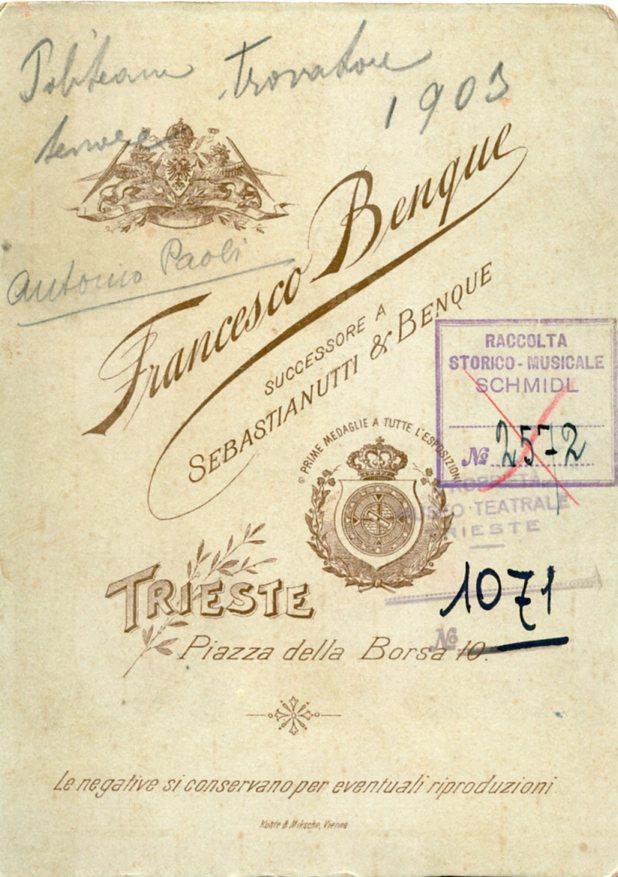 Politeama Trovatore
1903
Antonio Paoli
Francesco Benque
SUCCESSORE A
SEBASTIANUTTI & BENQUE
RACCOLTA
STORICO-MUSICALE
SCHMIDL
№ 2572
PRIME MEDAGLIE A TUTTE L'ESPOSIZIONI
MUSEO TEATRALE
TRIESTE
1071
№
TRIESTE
Piazza della Borsa 10.
Le negative si conservano per eventuali riproduzioni